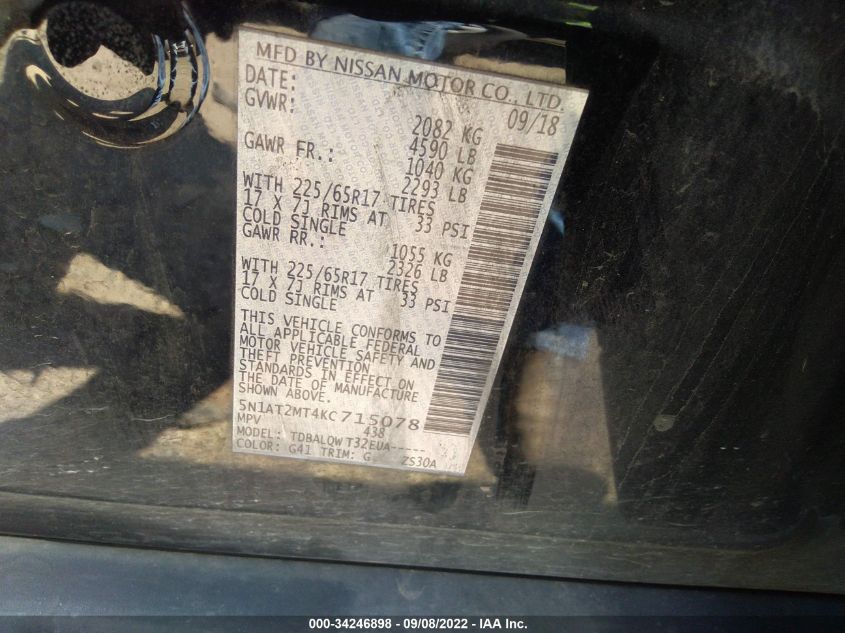 MFD BY NISSAN MOTOR CO., LTD.
DATE: 09/18
GVWR: 2082 KG
4590 LB
GAWR FR.: 1040 KG
2293 LB
WITH 225/65R17 TIRES
17 X 7J RIMS AT 33 PSI
COLD SINGLE
GAWR RR.: 1055 KG
2326 LB
WITH 225/65R17 TIRES
17 X 7J RIMS AT 33 PSI
COLD SINGLE
THIS VEHICLE CONFORMS TO
ALL APPLICABLE FEDERAL
MOTOR VEHICLE SAFETY AND
THEFT PREVENTION
STANDARDS IN EFFECT ON
THE DATE OF MANUFACTURE
SHOWN ABOVE.
5N1AT2MT4KC715078
MPV 438
MODEL: TDBALQW T32EUA-----
COLOR: G41 TRIM: G ZS30A
000-34246898 - 09/08/2022 - IAA Inc.